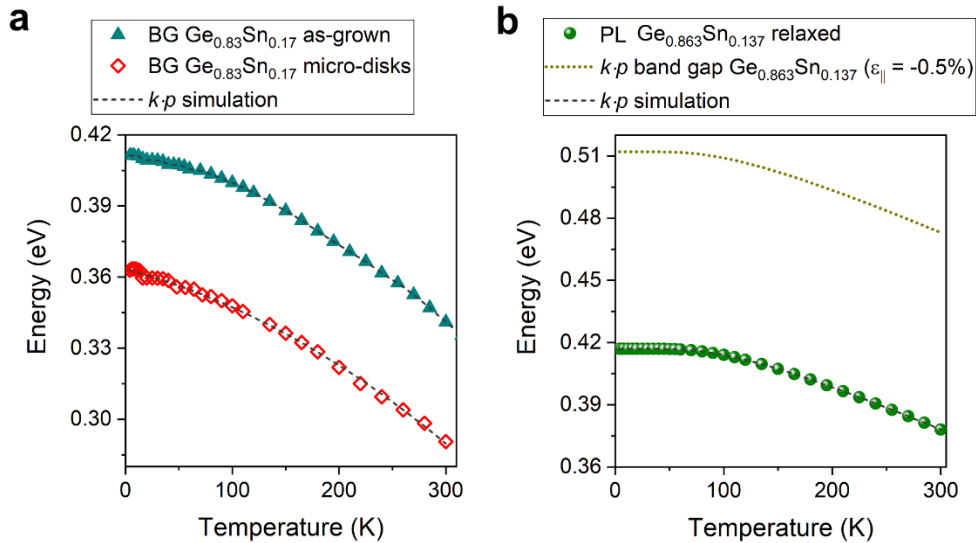 a
BG Ge0.83Sn0.17 as-grown
BG Ge0.83Sn0.17 micro-disks
k·p simulation
0.42
0.39
0.36
0.33
0.30
Energy (eV)
0 100 200 300
Temperature (K)
b
PL Ge0.863Sn0.137 relaxed
k·p band gap Ge0.863Sn0.137 (ε|| = -0.5%)
k·p simulation
0.51
0.48
0.45
0.42
0.39
0.36
Energy (eV)
0 100 200 300
Temperature (K)